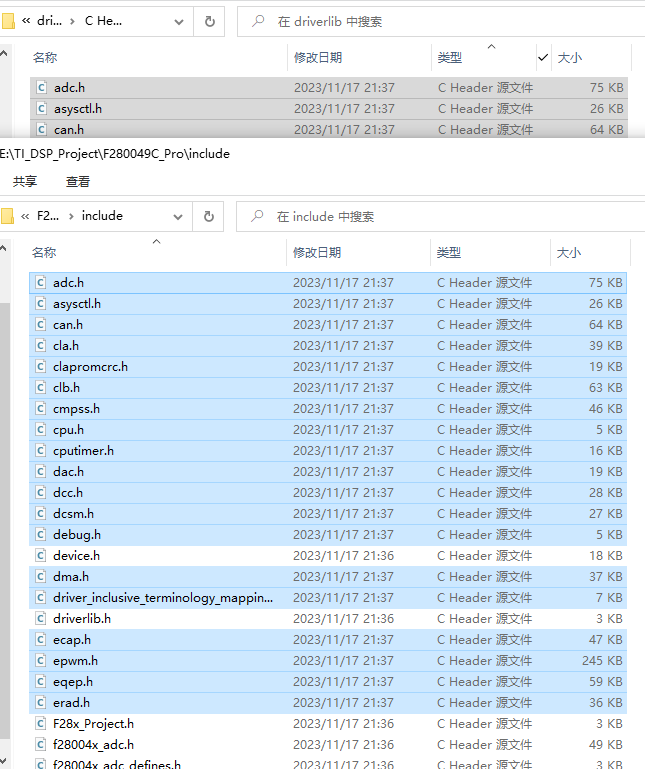 « dri... › C He...
在 driverlib 中搜索
名称 修改日期 类型 大小
adc.h 2023/11/17 21:37 C Header 源文件 75 KB
asysctl.h 2023/11/17 21:37 C Header 源文件 26 KB
can.h 2023/11/17 21:37 C Header 源文件 64 KB
E:\TI_DSP_Project\F280049C_Pro\include
共享 查看
« F2... › include
在 include 中搜索
名称 修改日期 类型 大小
adc.h 2023/11/17 21:37 C Header 源文件 75 KB
asysctl.h 2023/11/17 21:37 C Header 源文件 26 KB
can.h 2023/11/17 21:37 C Header 源文件 64 KB
cla.h 2023/11/17 21:37 C Header 源文件 39 KB
clapromcrc.h 2023/11/17 21:37 C Header 源文件 19 KB
clb.h 2023/11/17 21:37 C Header 源文件 63 KB
cmpss.h 2023/11/17 21:37 C Header 源文件 46 KB
cpu.h 2023/11/17 21:37 C Header 源文件 5 KB
cputimer.h 2023/11/17 21:37 C Header 源文件 16 KB
dac.h 2023/11/17 21:37 C Header 源文件 19 KB
dcc.h 2023/11/17 21:37 C Header 源文件 28 KB
dcsm.h 2023/11/17 21:37 C Header 源文件 27 KB
debug.h 2023/11/17 21:37 C Header 源文件 5 KB
device.h 2023/11/17 21:36 C Header 源文件 18 KB
dma.h 2023/11/17 21:37 C Header 源文件 37 KB
driver_inclusive_terminology_mappin... 2023/11/17 21:37 C Header 源文件 7 KB
driverlib.h 2023/11/17 21:36 C Header 源文件 3 KB
ecap.h 2023/11/17 21:37 C Header 源文件 47 KB
epwm.h 2023/11/17 21:37 C Header 源文件 245 KB
eqep.h 2023/11/17 21:37 C Header 源文件 59 KB
erad.h 2023/11/17 21:37 C Header 源文件 36 KB
F28x_Project.h 2023/11/17 21:36 C Header 源文件 3 KB
f28004x_adc.h 2023/11/17 21:36 C Header 源文件 49 KB
f28004x_adc_defines.h 2023/11/17 21:36 C Header 源文件 3 KB